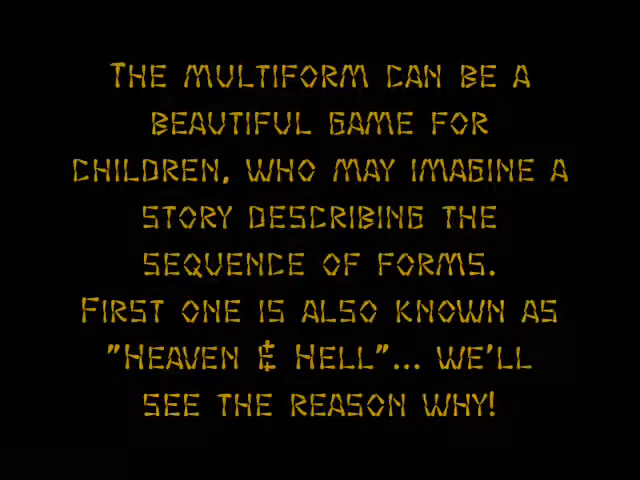 The multiform can be a
beautiful game for
children, who may imagine a
story describing the
sequence of forms.
First one is also known as
"Heaven & Hell"... we'll
see the reason why!